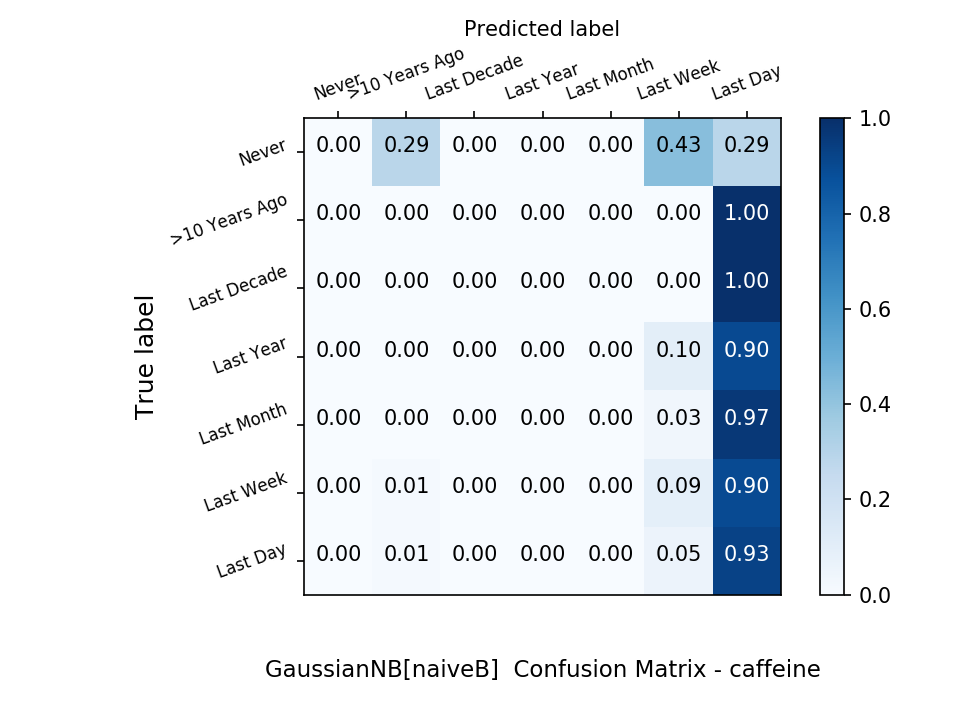 Predicted label
Never >10 Years Ago Last Decade Last Year Last Month Last Week Last Day
1.0
Never 0.00 0.29 0.00 0.00 0.00 0.43 0.29
>10 Years Ago 0.00 0.00 0.00 0.00 0.00 0.00 1.00
0.8
Last Decade 0.00 0.00 0.00 0.00 0.00 0.00 1.00
0.6
Last Year 0.00 0.00 0.00 0.00 0.00 0.10 0.90
True label
0.4
Last Month 0.00 0.00 0.00 0.00 0.00 0.03 0.97
Last Week 0.00 0.01 0.00 0.00 0.00 0.09 0.90
0.2
Last Day 0.00 0.01 0.00 0.00 0.00 0.05 0.93
0.0
GaussianNB[naiveB]  Confusion Matrix - caffeine